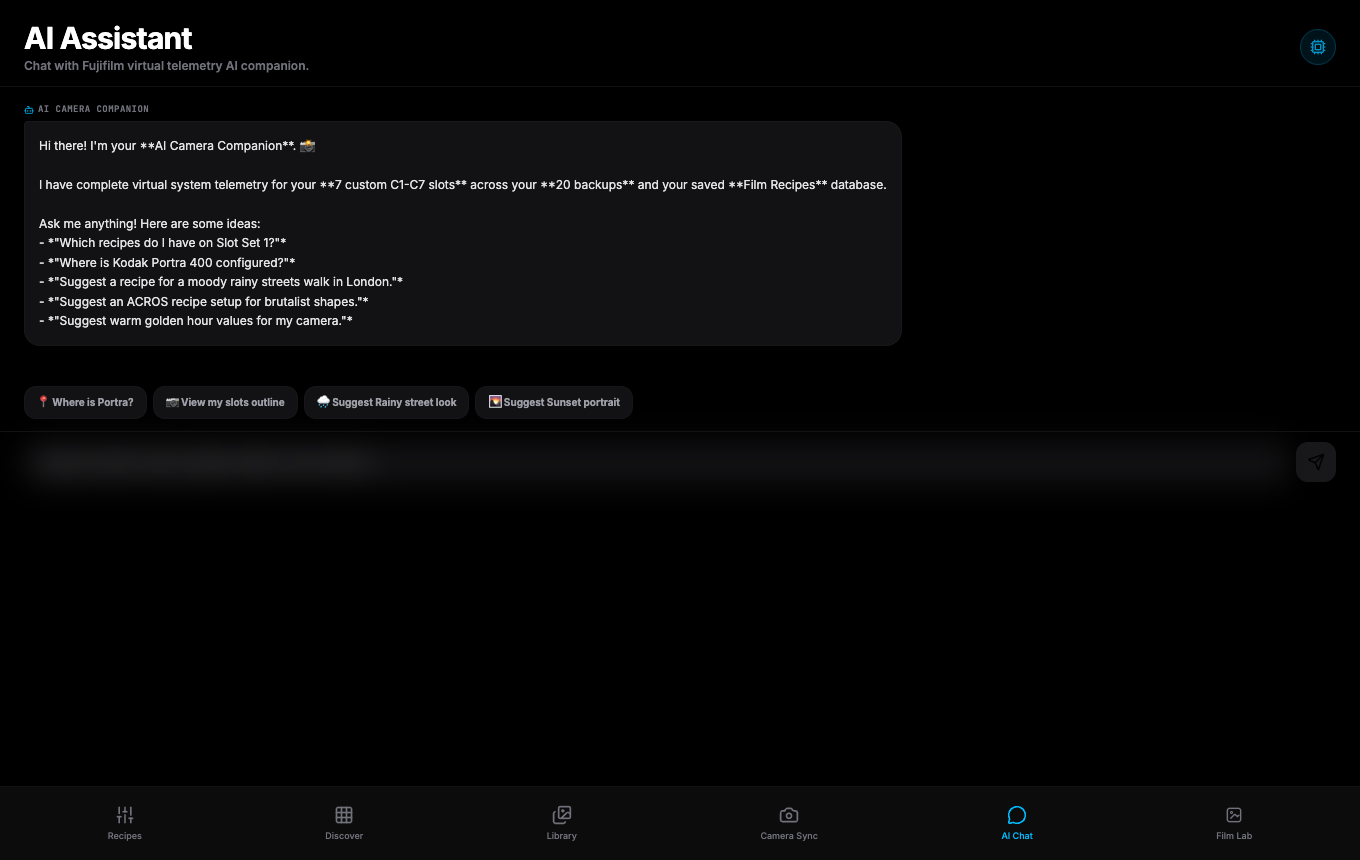 AI Assistant
Chat with Fujifilm virtual telemetry AI companion.
AI CAMERA COMPANION
Hi there! I'm your **AI Camera Companion**. 📸
I have complete virtual system telemetry for your **7 custom C1-C7 slots** across your **20 backups** and your saved **Film Recipes** database.
Ask me anything! Here are some ideas:
- *"Which recipes do I have on Slot Set 1?"*
- *"Where is Kodak Portra 400 configured?"*
- *"Suggest a recipe for a moody rainy streets walk in London."*
- *"Suggest an ACROS recipe setup for brutalist shapes."*
- *"Suggest warm golden hour values for my camera."*
📍 Where is Portra? 📷 View my slots outline 🌧️ Suggest Rainy street look 🌄 Suggest Sunset portrait
Recipes Discover Library Camera Sync AI Chat Film Lab